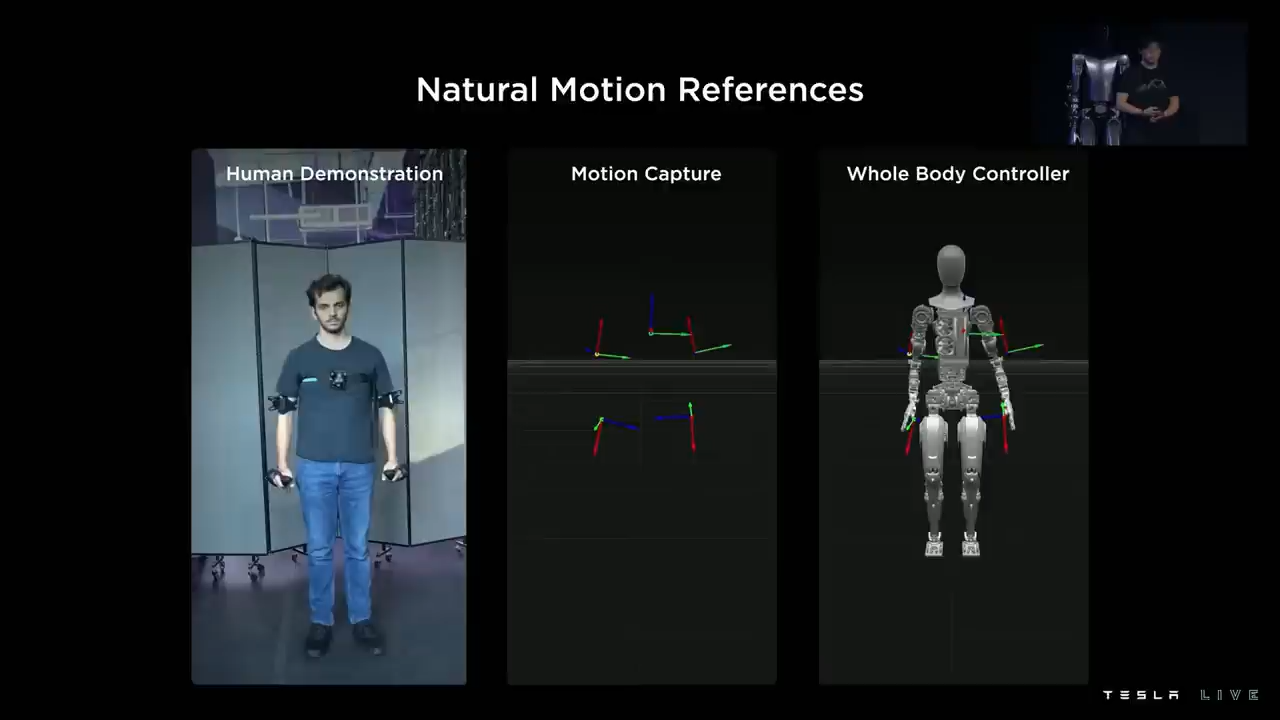 Natural Motion References
Human Demonstration
Motion Capture
Whole Body Controller
TESLA LIVE